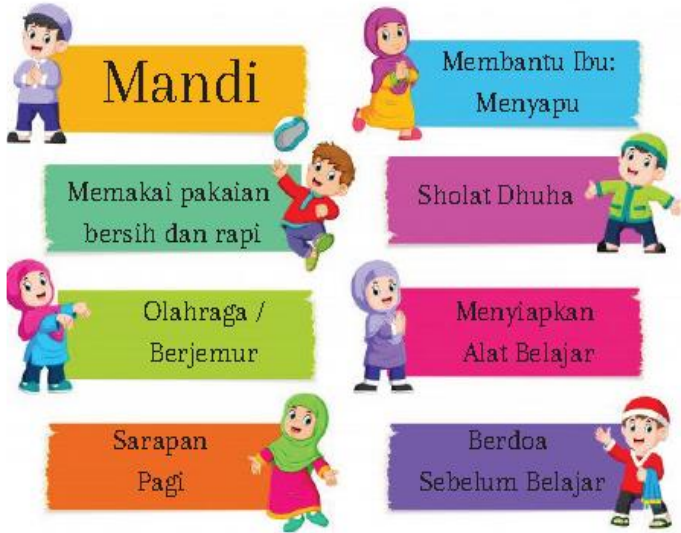 Mandi
Membantu Ibu:
Menyapu
Memakai pakaian
bersih dan rapi
Sholat Dhuha
Olahraga /
Berjemur
Menyiapkan
Alat Belajar
Sarapan
Pagi
Berdoa
Sebelum Belajar